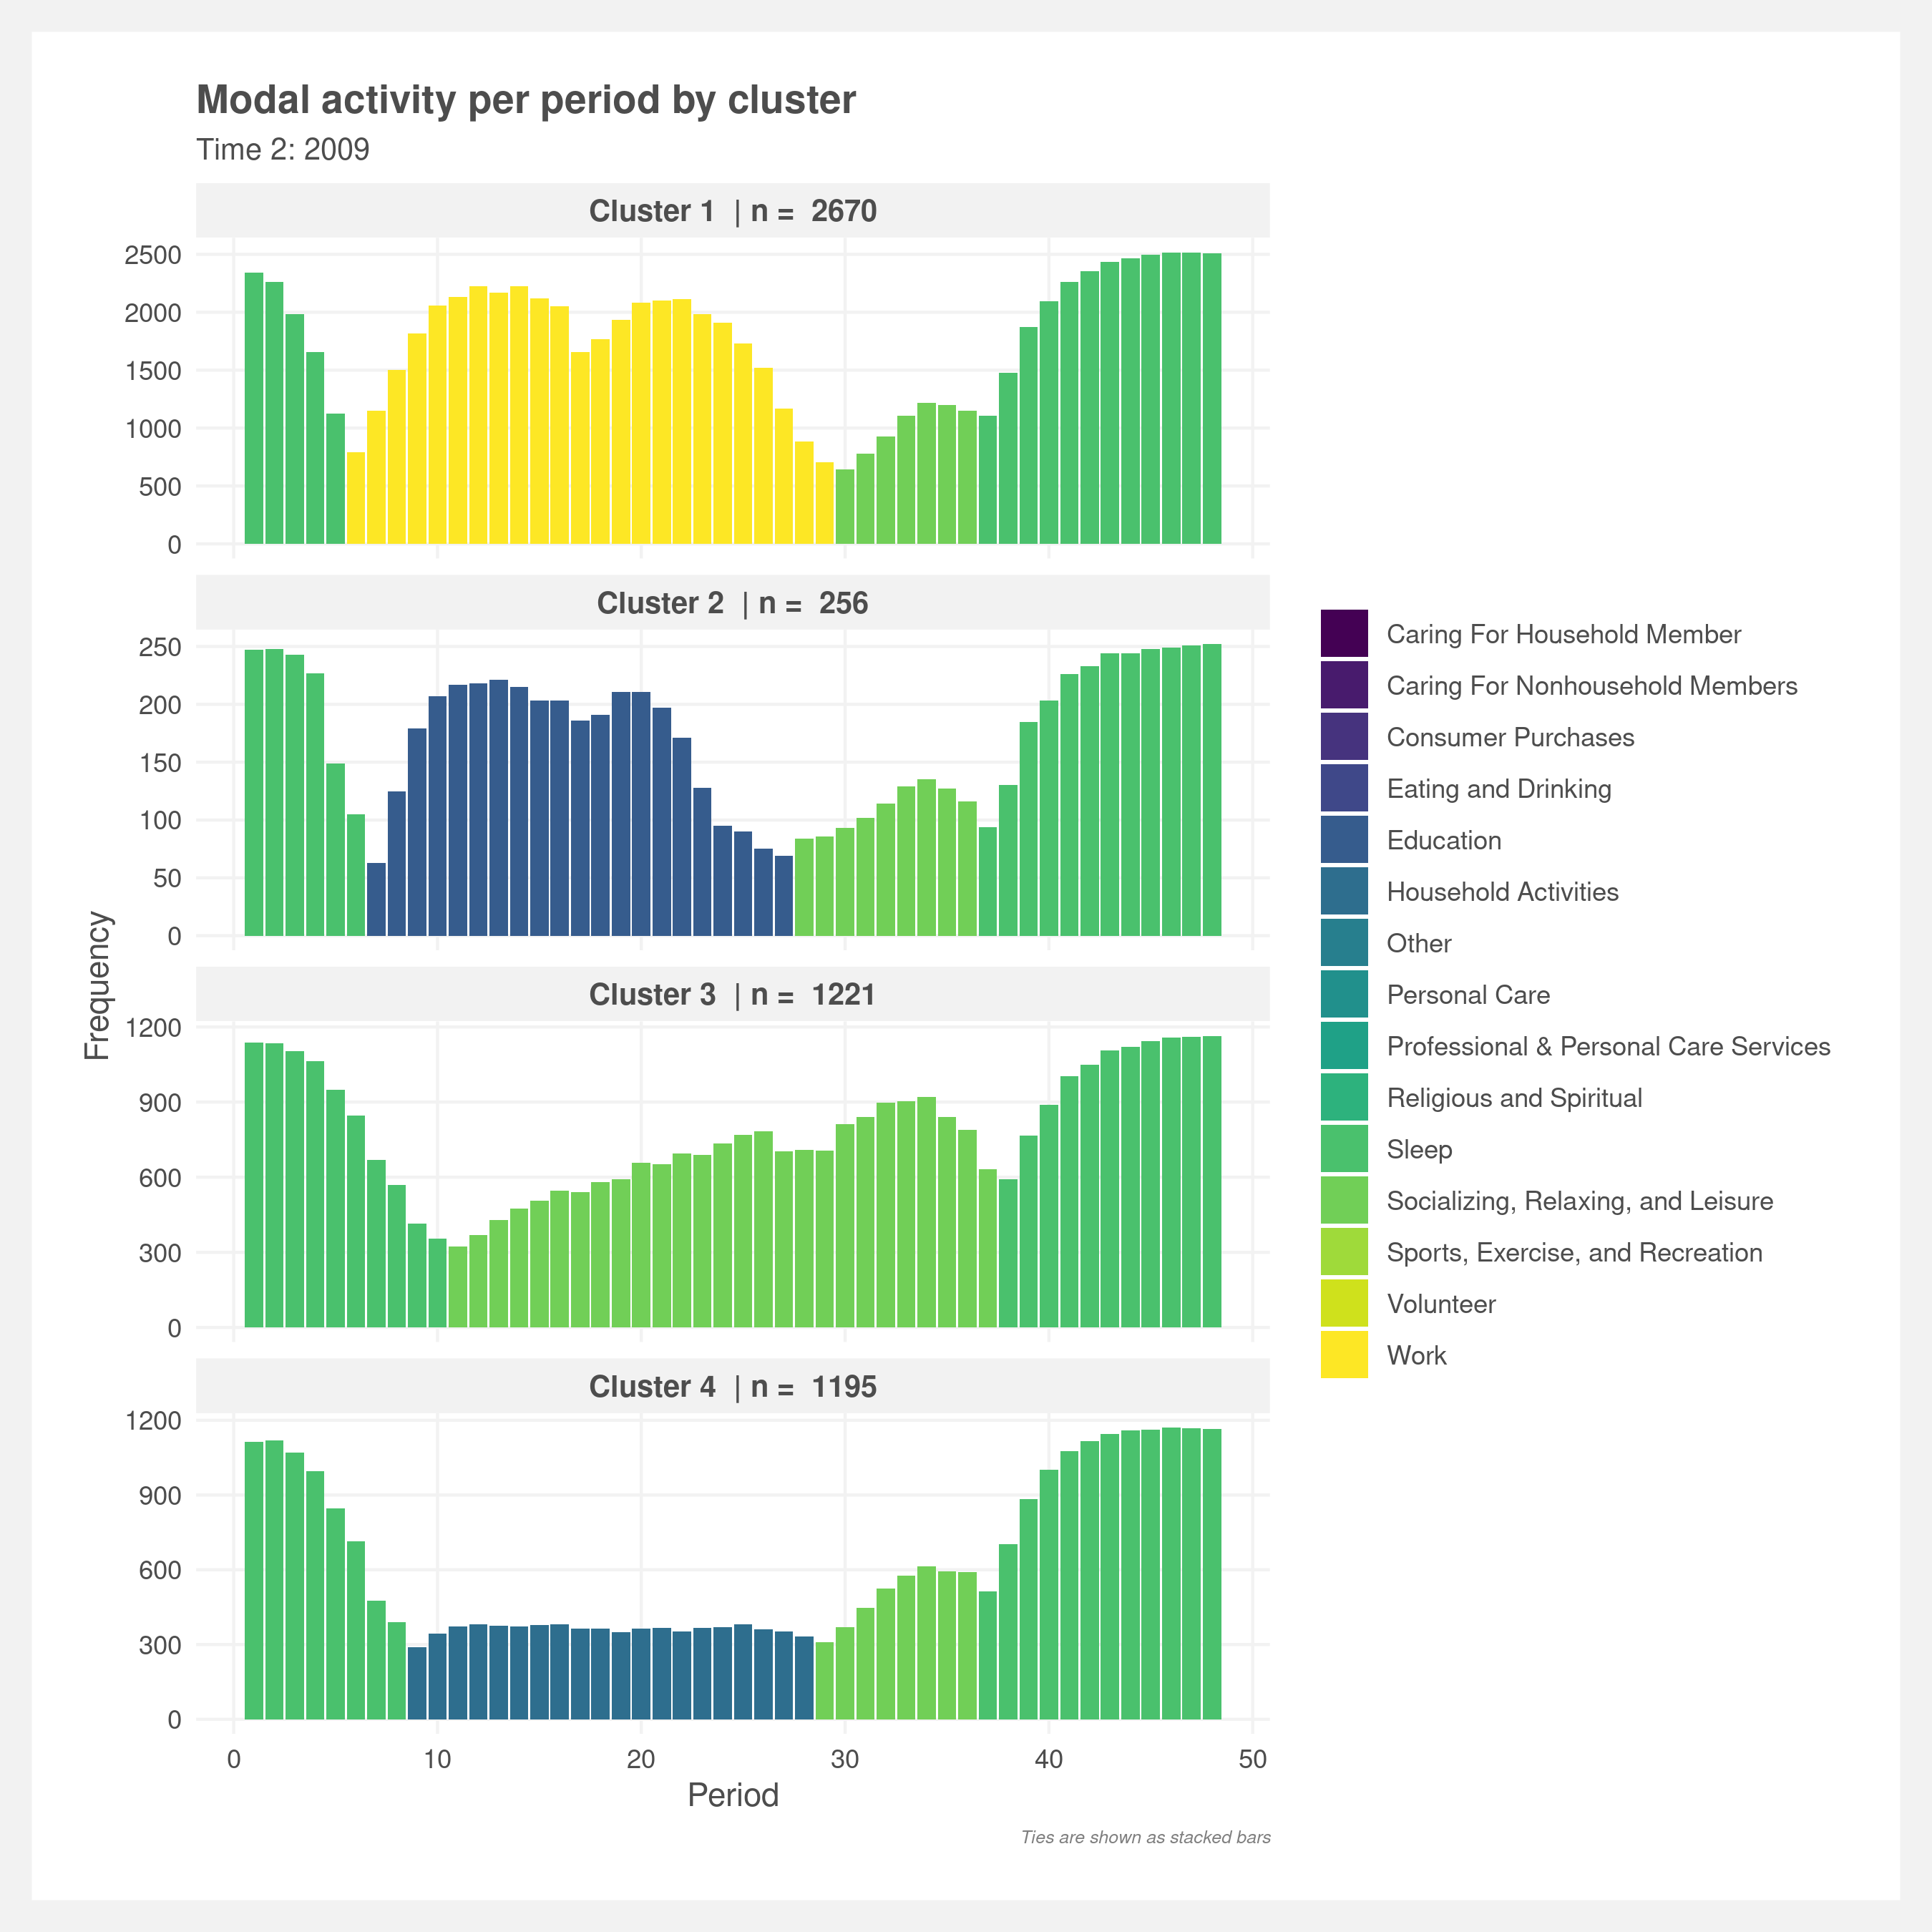 Modal activity per period by cluster
Time 2: 2009
Cluster 1 | n = 2670
2500
2000
1500
1000
500
0
Cluster 2 | n = 256
250
200
150
100
50
0
Cluster 3 | n = 1221
1200
900
600
300
0
Cluster 4 | n = 1195
1200
900
600
300
0
0 10 20 30 40 50
Period
Frequency
Caring For Household Member
Caring For Nonhousehold Members
Consumer Purchases
Eating and Drinking
Education
Household Activities
Other
Personal Care
Professional & Personal Care Services
Religious and Spiritual
Sleep
Socializing, Relaxing, and Leisure
Sports, Exercise, and Recreation
Volunteer
Work
Ties are shown as stacked bars